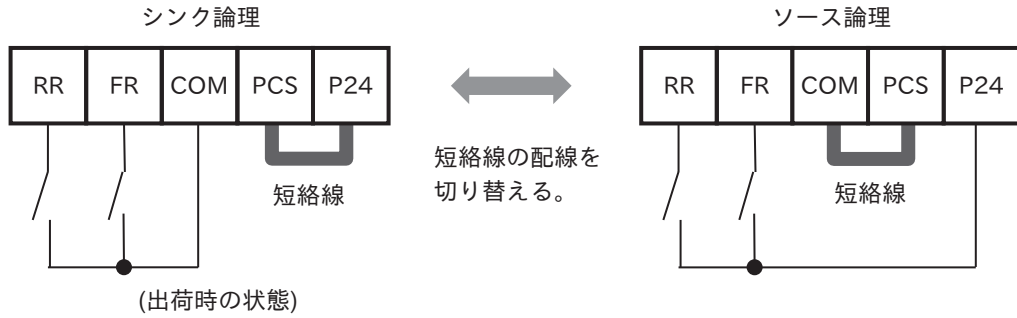 シンク論理
ソース論理
RR FR COM PCS P24
RR FR COM PCS P24
短絡線の配線を
切り替える。
短絡線
短絡線
(出荷時の状態)